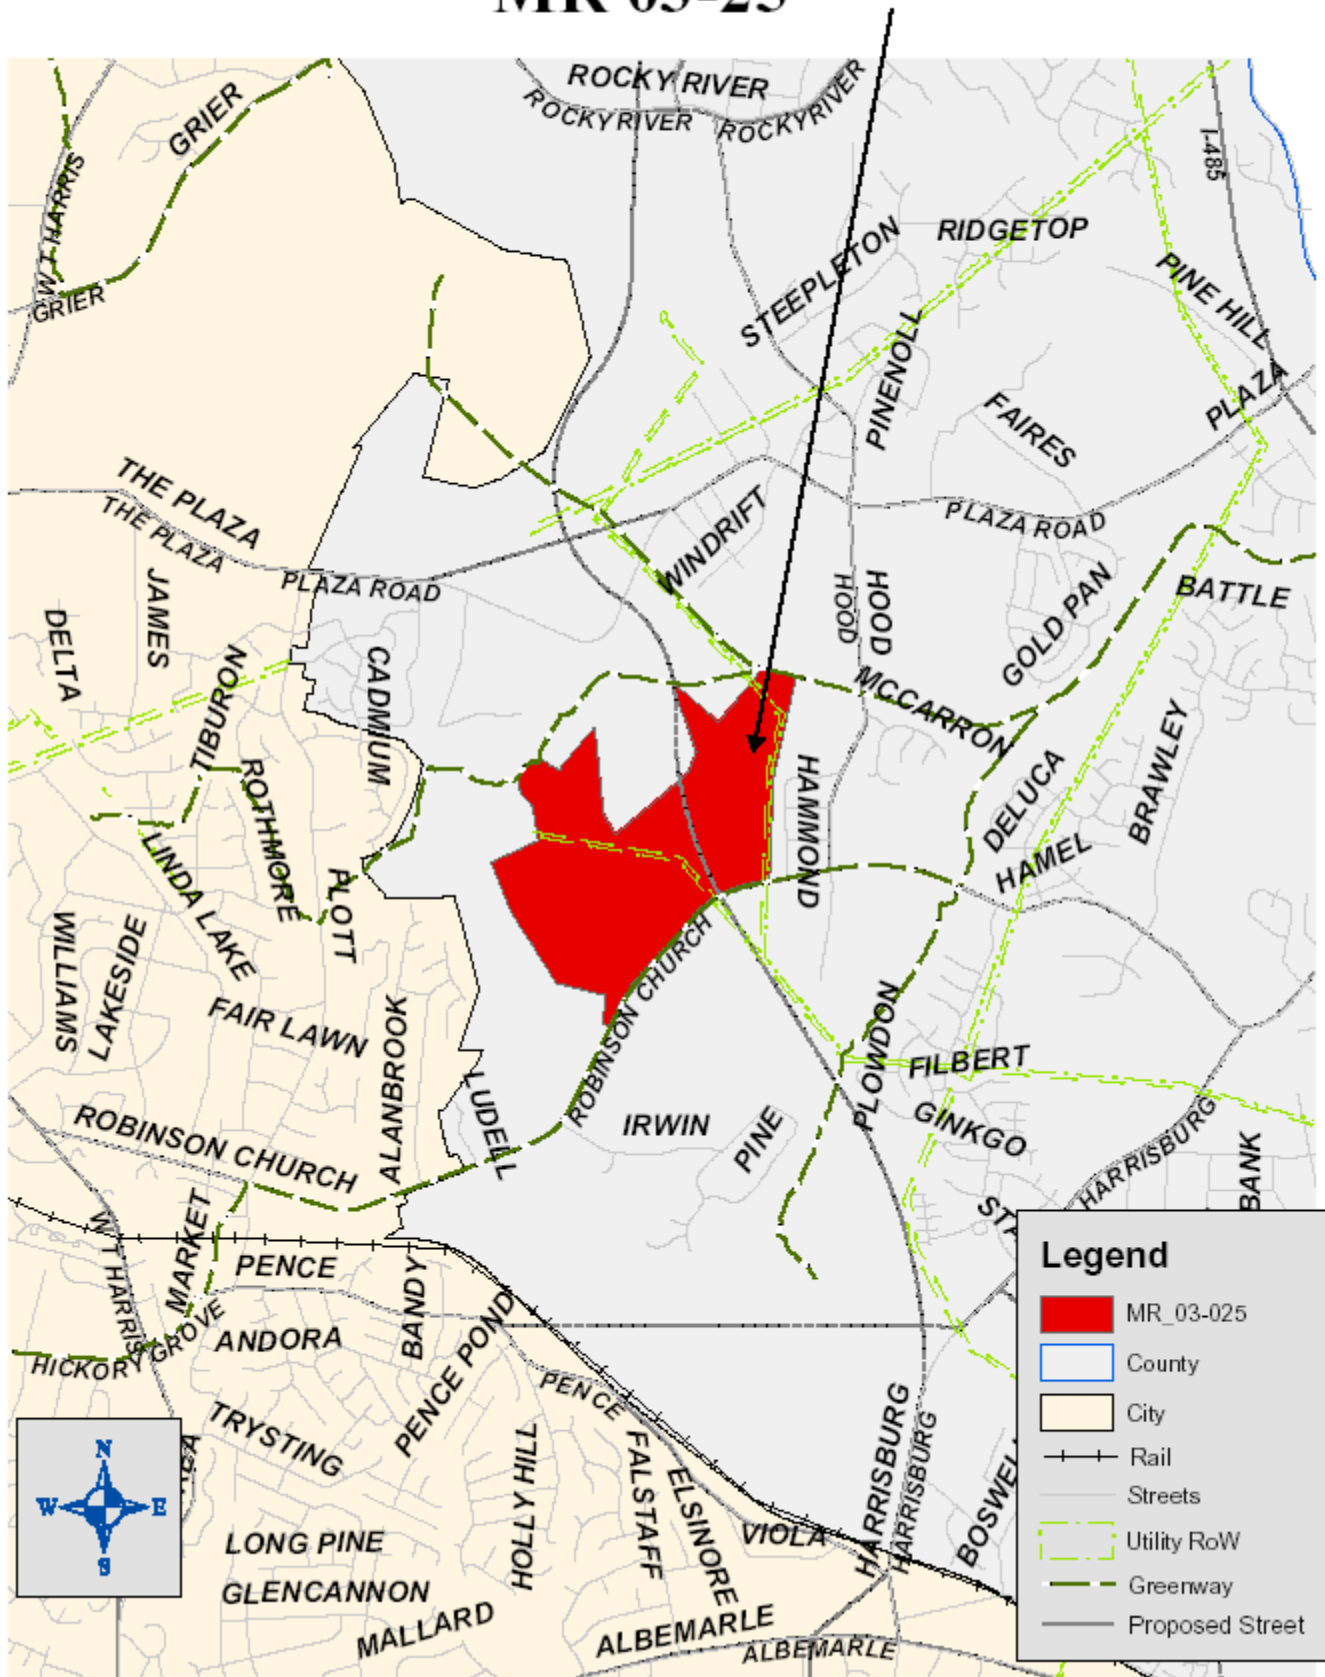 MR 03-25
ROCKY RIVER
ROCKY RIVER
ROCKY RIVER
GRIER
I-485
W T HARRIS
RIDGETOP
STEEPLETON
GRIER
PINE HILL
PINENOLL
PLAZA
FAIRES
THE PLAZA
THE PLAZA
WINDRIFT
PLAZA ROAD
PLAZA ROAD
JAMES
HOOD
HOOD
GOLD PAN
BATTLE
DELTA
CADMIUM
TIBURON
MCCARRON
BRAWLEY
ROTHMORE
HAMMOND
DELUCA
LINDA LAKE
HAMEL
PLOTT
WILLIAMS
LAKESIDE
ROBINSON CHURCH
FAIR LAWN
ALANBROOK
PLOWDON
FILBERT
LUDELL
IRWIN
PINE
GINKGO
ROBINSON CHURCH
HARRISBURG
BANK
MARKET
W T HARRIS
PENCE
BANDY
ANDORA
PENCE POND
HICKORY GROVE
PENCE
TRYSTING
HOLLY HILL
FALSTAFF
ELSINORE
HARRISBURG
HARRISBURG
VIOLA
LONG PINE
GLENCANNON
MALLARD
ALBEMARLE
ALBEMARLE
N
W E
S
Legend
MR_03-025
County
City
Rail
Streets
Utility RoW
Greenway
Proposed Street